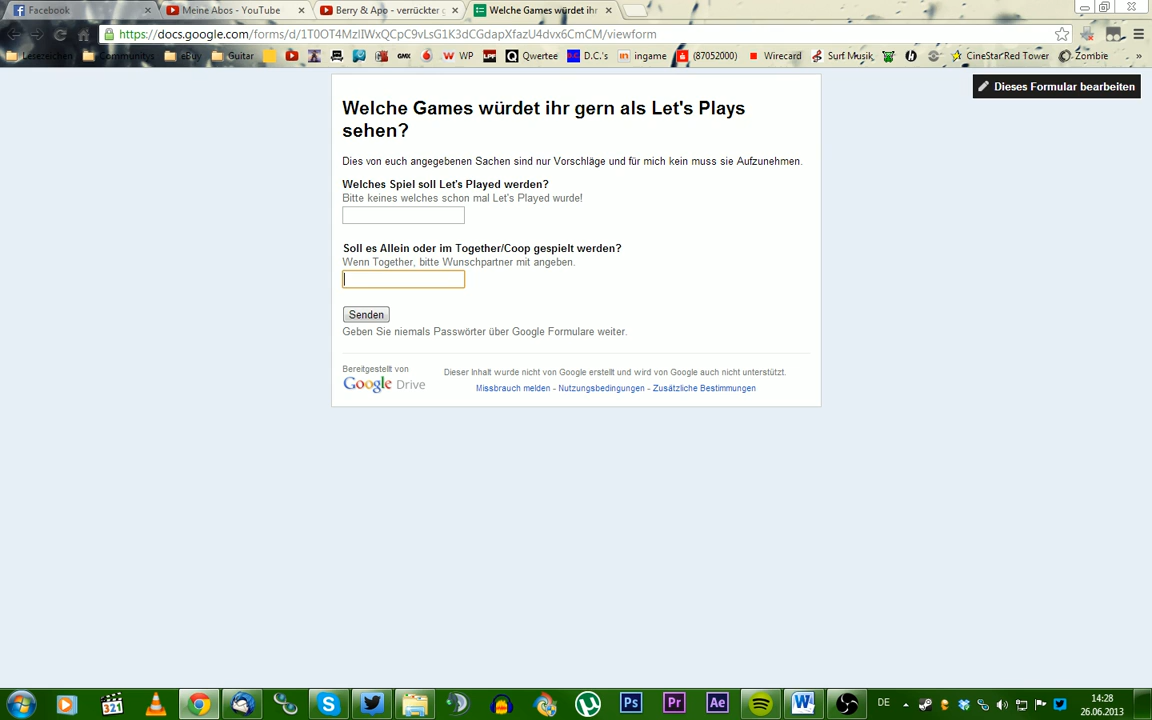 Facebook
Meine Abos - YouTube
Berry & Apo - verrückter
Welche Games würdet ihr
https://docs.google.com/forms/d/1T0OT4MzlIWxQCpC9vLsG1K3dCGdapXfazU4dvx6CmCM/viewform
Lesezeichen
Communitys
eBuy
Guitar
GMX
WP
Qwertee
D.C.'s
ingame
(87052000)
Wirecard
Surf Musik
CineStar Red Tower
Zombie
»
Dieses Formular bearbeiten
Welche Games würdet ihr gern als Let's Plays
sehen?
Dies von euch angegebenen Sachen sind nur Vorschläge und für mich kein muss sie Aufzunehmen.
Welches Spiel soll Let's Played werden?
Bitte keines welches schon mal Let's Played wurde!
Soll es Allein oder im Together/Coop gespielt werden?
Wenn Together, bitte Wunschpartner mit angeben.
Senden
Geben Sie niemals Passwörter über Google Formulare weiter.
Bereitgestellt von
Google Drive
Dieser Inhalt wurde nicht von Google erstellt und wird von Google auch nicht unterstützt.
Missbrauch melden - Nutzungsbedingungen - Zusätzliche Bestimmungen
321
Ps
Pr
Ae
DE
14:28
26.06.2013